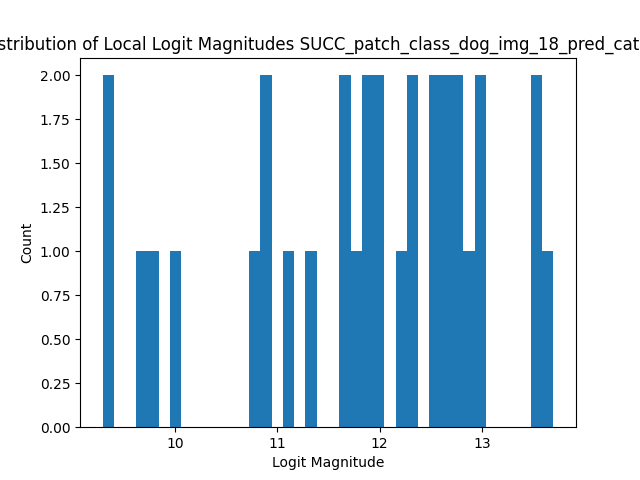 stribution of Local Logit Magnitudes SUCC_patch_class_dog_img_18_pred_cat
2.00
1.75
1.50
1.25
1.00
0.75
0.50
0.25
0.00
Count
10 11 12 13
Logit Magnitude